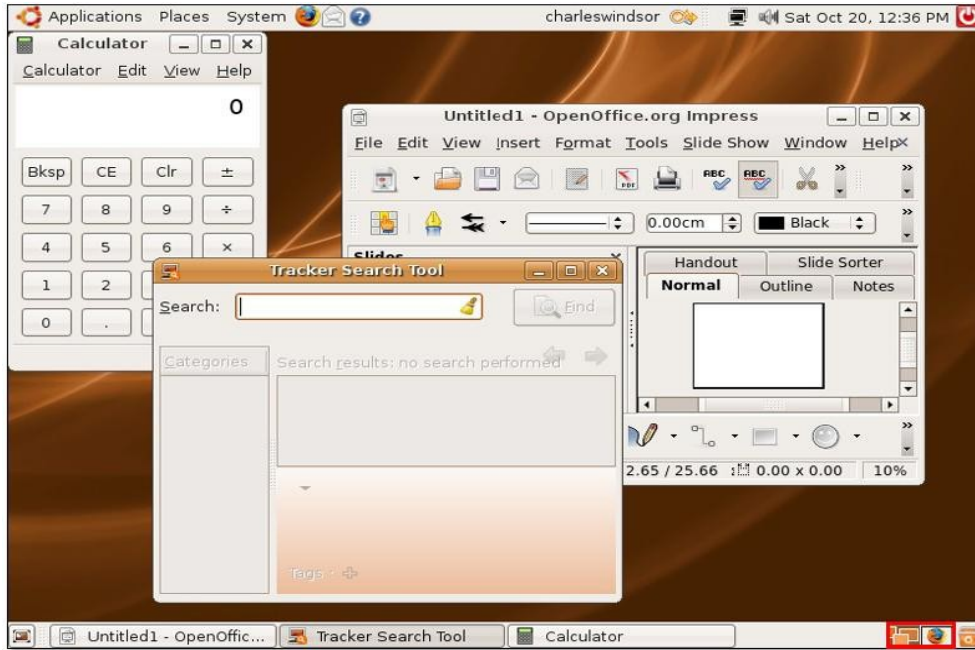 Applications Places System charleswindsor Sat Oct 20, 12:36 PM
Calculator
Calculator Edit View Help
0
Bksp CE Clr ±
7 8 9 ÷
4 5 6 ×
1 2
0 .
Untitled1 - OpenOffice.org Impress
File Edit View Insert Format Tools Slide Show Window Help
PDF ABC ABC
0.00cm Black
Slides
Handout Slide Sorter
Normal Outline Notes
2.65 / 25.66 0.00 x 0.00 10%
Tracker Search Tool
Search: Find
Categories Search results: no search performed
Tags :
Untitled1 - OpenOffic... Tracker Search Tool Calculator